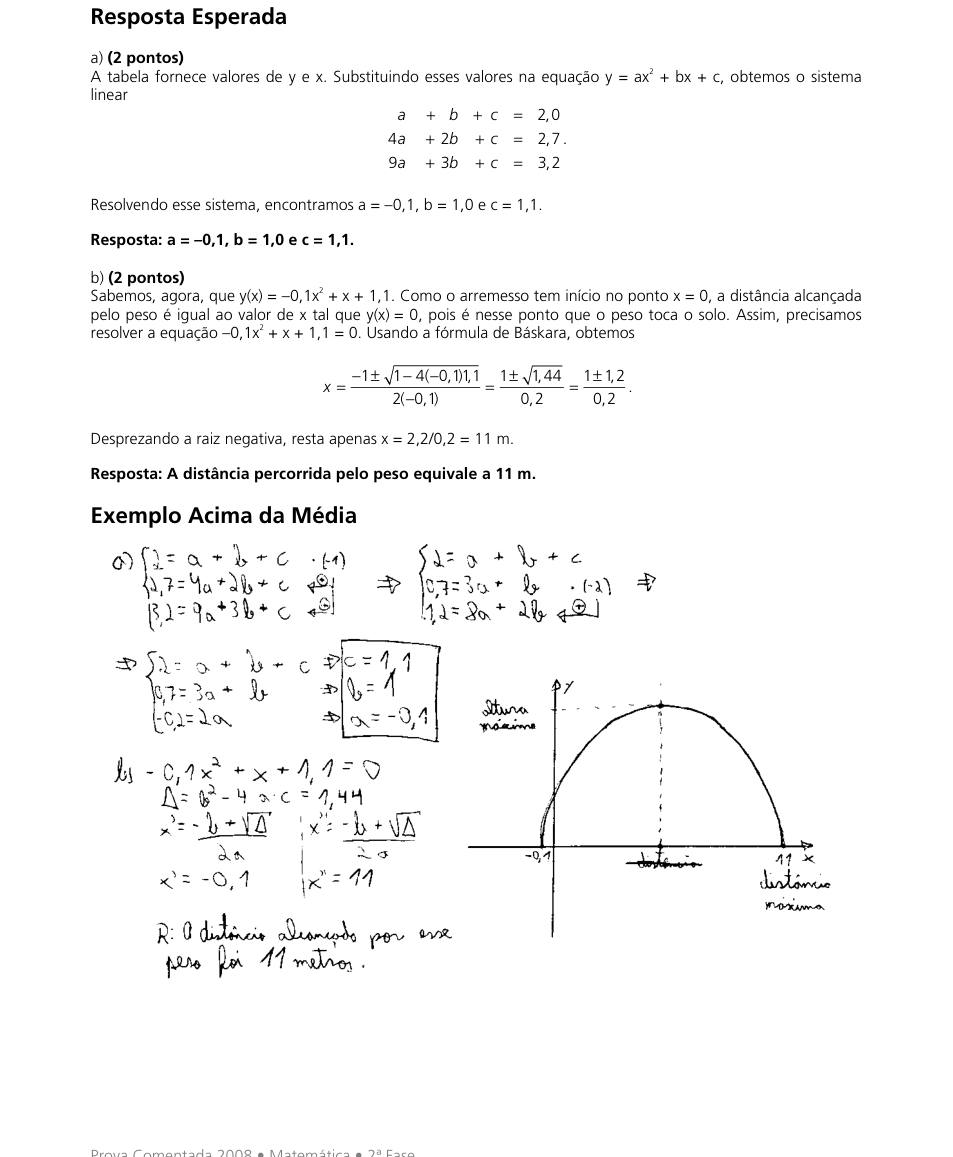 Resposta Esperada
a) (2 pontos)
A tabela fornece valores de y e x. Substituindo esses valores na equação y = ax² + bx + c, obtemos o sistema
linear
a + b + c = 2,0
4a + 2b + c = 2,7.
9a + 3b + c = 3,2
Resolvendo esse sistema, encontramos a = –0,1, b = 1,0 e c = 1,1.
Resposta: a = –0,1, b = 1,0 e c = 1,1.
b) (2 pontos)
Sabemos, agora, que y(x) = –0,1x² + x + 1,1. Como o arremesso tem início no ponto x = 0, a distância alcançada
pelo peso é igual ao valor de x tal que y(x) = 0, pois é nesse ponto que o peso toca o solo. Assim, precisamos
resolver a equação –0,1x² + x + 1,1 = 0. Usando a fórmula de Báskara, obtemos
x = (−1 ± √(1 − 4(−0,1)1,1)) / (2(−0,1)) = (1 ± √1,44) / 0,2 = (1 ± 1,2) / 0,2.
Desprezando a raiz negativa, resta apenas x = 2,2/0,2 = 11 m.
Resposta: A distância percorrida pelo peso equivale a 11 m.
Exemplo Acima da Média
a) { 2 = a + b + c · (-1) ⇒ { 2 = a + b + c
2,7 = 4a + 2b + c 0,7 = 3a + b · (-2) ⇒
3,2 = 9a + 3b + c 1,2 = 8a + 2b
⇒ { 2 = a + b + c ⇒ c = 1,1
0,7 = 3a + b ⇒ b = 1
-0,2 = 2a ⇒ a = -0,1
y
altura
máxima
-0,1
distância
11 x
distância
máxima
b) - 0,1x² + x + 1,1 = 0
Δ = b² - 4 a·c = 1,44
x' = -b + √Δ / 2a x'' = -b + √Δ / 2a
x' = -0,1 x'' = 11
R: A distância alcançada por esse
peso foi 11 metros.
Prova Comentada 2008 • Matemática • 2ª Fase